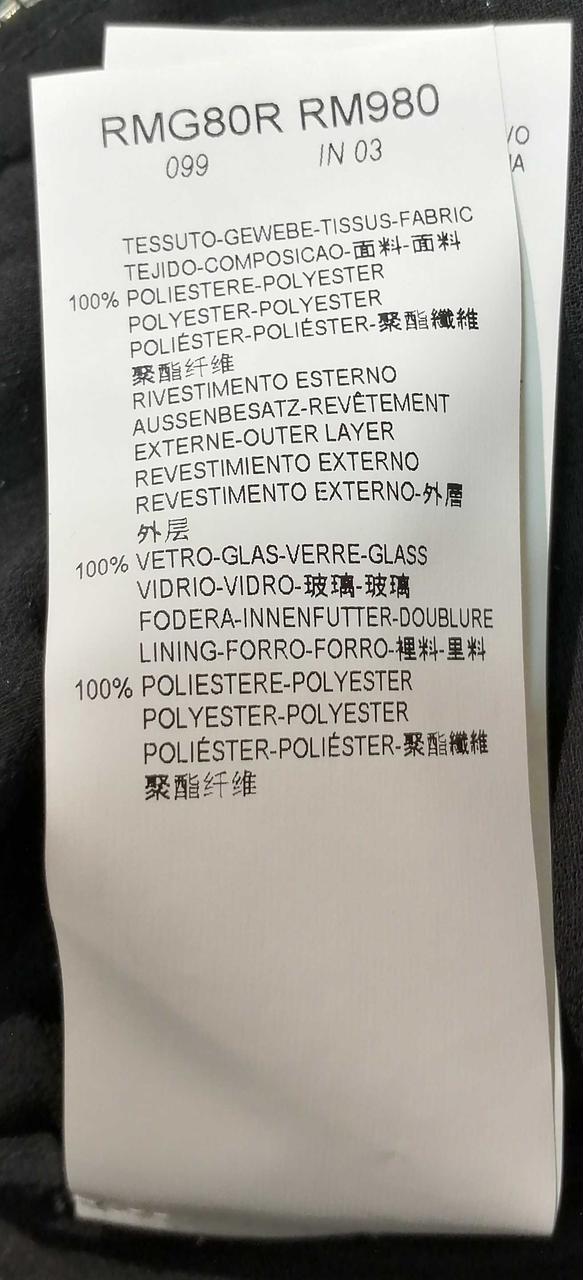 RMG80R RM980
099 IN 03
TESSUTO-GEWEBE-TISSUS-FABRIC
TEJIDO-COMPOSICAO-面料-面料
100% POLIESTERE-POLYESTER
POLYESTER-POLYESTER
POLIÉSTER-POLIÉSTER-聚酯纖維
聚酯纤维
RIVESTIMENTO ESTERNO
AUSSENBESATZ-REVÊTEMENT
EXTERNE-OUTER LAYER
REVESTIMIENTO EXTERNO
REVESTIMENTO EXTERNO-外層
外层
100% VETRO-GLAS-VERRE-GLASS
VIDRIO-VIDRO-玻璃-玻璃
FODERA-INNENFUTTER-DOUBLURE
LINING-FORRO-FORRO-裡料-里料
100% POLIESTERE-POLYESTER
POLYESTER-POLYESTER
POLIÉSTER-POLIÉSTER-聚酯纖維
聚酯纤维